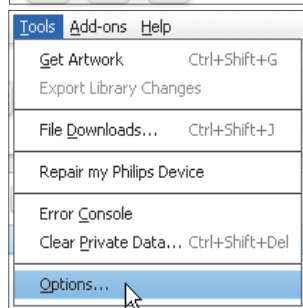 Tools Add-ons Help
Get Artwork Ctrl+Shift+G
Export Library Changes
File Downloads... Ctrl+Shift+J
Repair my Philips Device
Error Console
Clear Private Data... Ctrl+Shift+Del
Options...